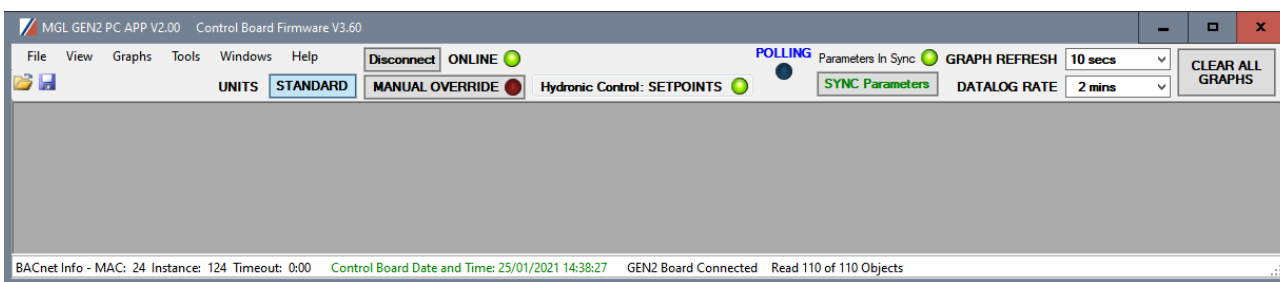 MGL GEN2 PC APP V2.00 Control Board Firmware V3.60
File View Graphs Tools Windows Help Disconnect ONLINE POLLING Parameters In Sync GRAPH REFRESH 10 secs CLEAR ALL GRAPHS
UNITS STANDARD MANUAL OVERRIDE Hydronic Control: SETPOINTS SYNC Parameters DATALOG RATE 2 mins
BACnet Info - MAC: 24 Instance: 124 Timeout: 0:00 Control Board Date and Time: 25/01/2021 14:38:27 GEN2 Board Connected Read 110 of 110 Objects